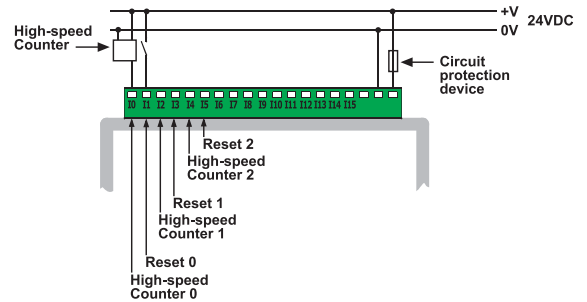 +V
24VDC
0V
High-speed
Counter
Circuit
protection
device
I0 I1 I2 I3 I4 I5 I6 I7 I8 I9 I10 I11 I12 I13 I14 I15
Reset 2
High-speed
Counter 2
Reset 1
High-speed
Counter 1
Reset 0
High-speed
Counter 0